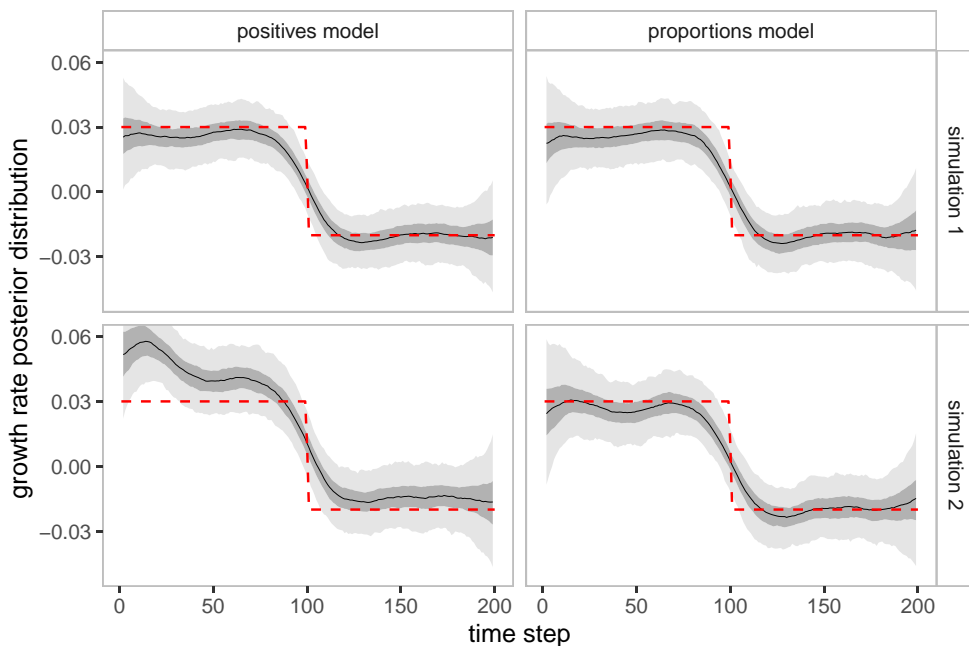 positives model
proportions model
growth rate posterior distribution
0.06
0.03
0.00
−0.03
simulation 1
0.06
0.03
0.00
−0.03
simulation 2
0 50 100 150 200
0 50 100 150 200
time step